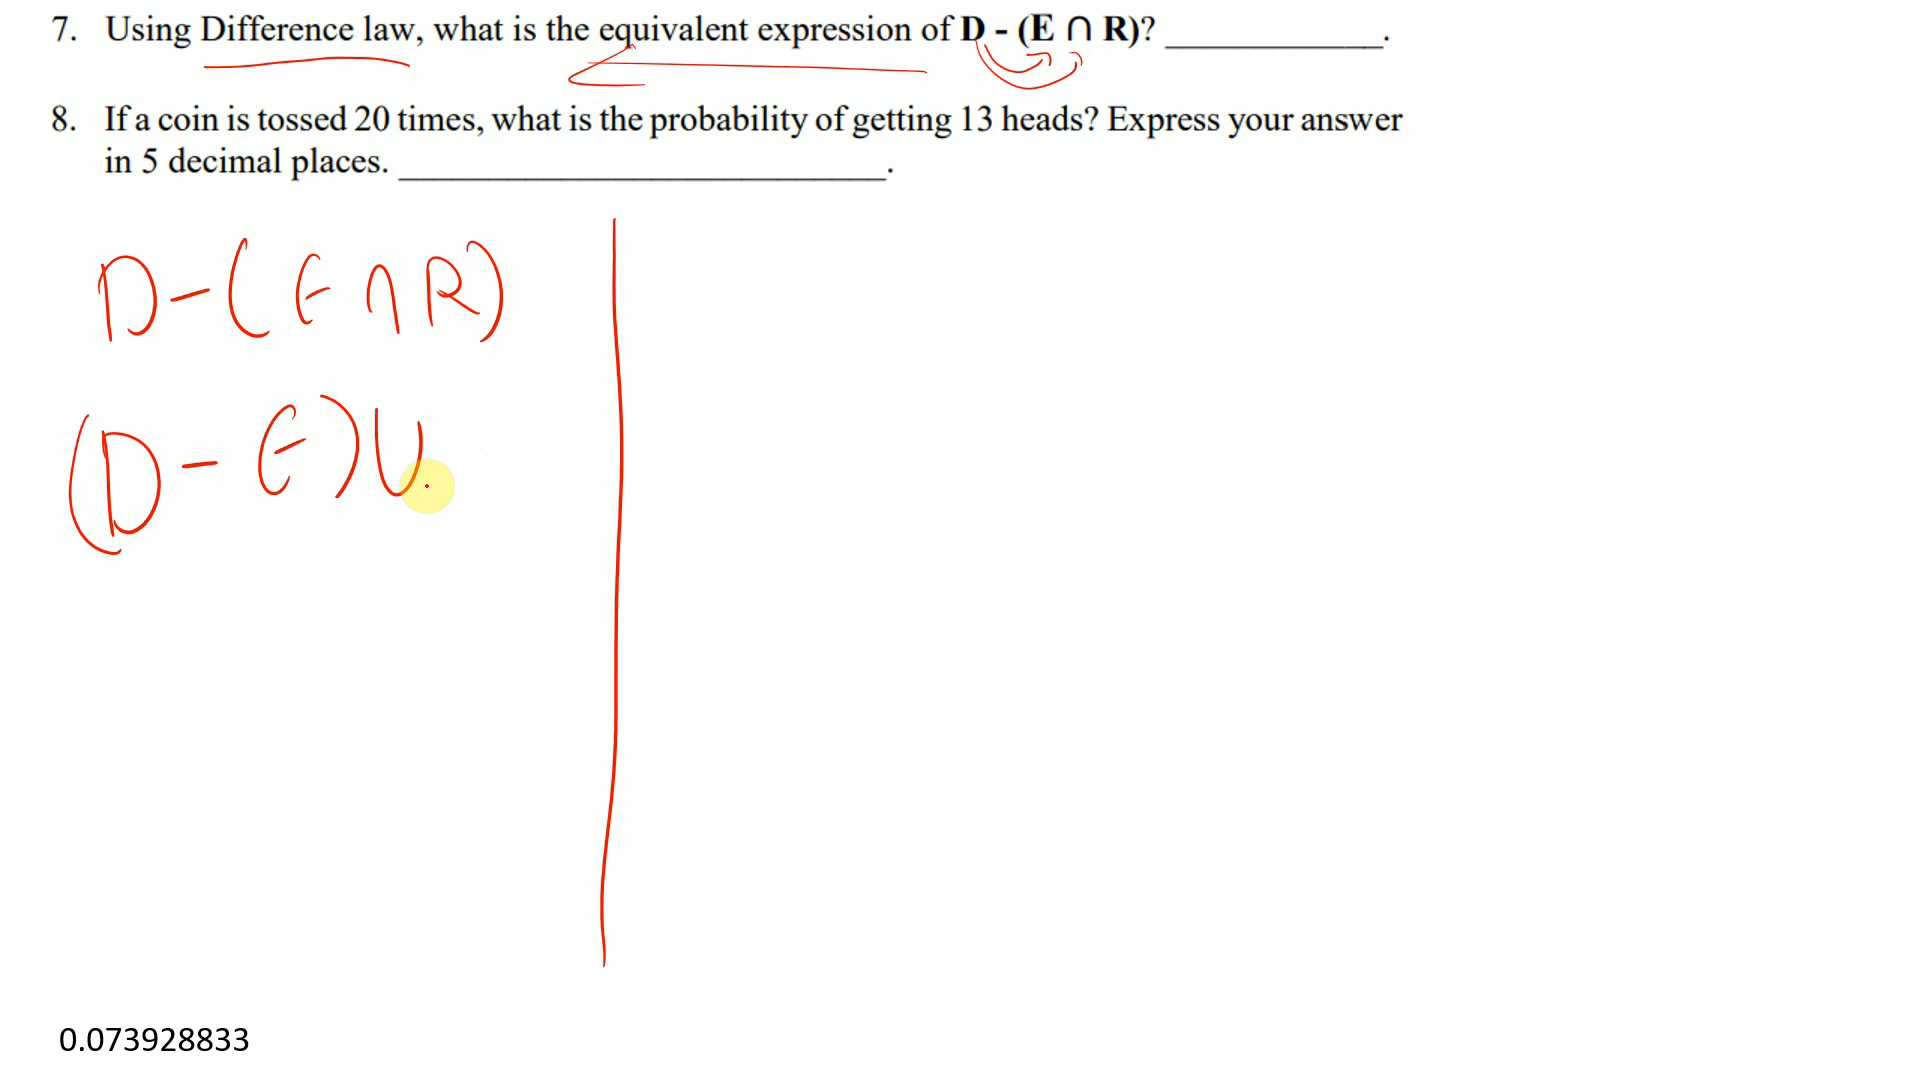 7. Using Difference law, what is the equivalent expression of D - (E ∩ R)? ____________.
8. If a coin is tossed 20 times, what is the probability of getting 13 heads? Express your answer
in 5 decimal places. ___________________________.
D - (E ∩ R)
(D - E) ∪
0.073928833